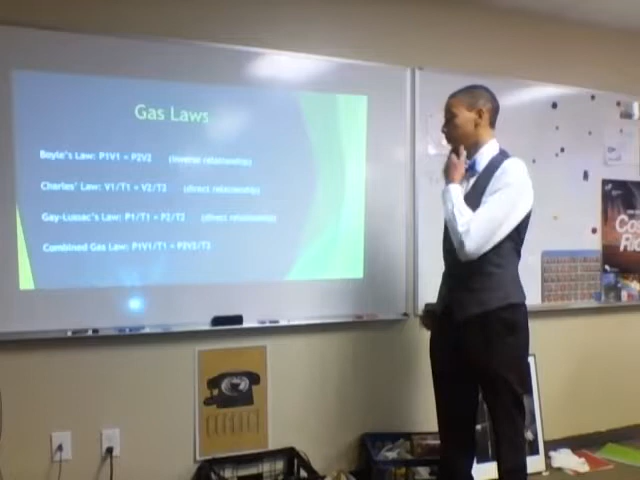 Gas Laws
Boyle's Law: P1V1 = P2V2 (inverse relationship)
Charles' Law: V1/T1 = V2/T2 (direct relationship)
Gay-Lussac's Law: P1/T1 = P2/T2 (direct relationship)
Combined Gas Law: P1V1/T1 = P2V2/T2